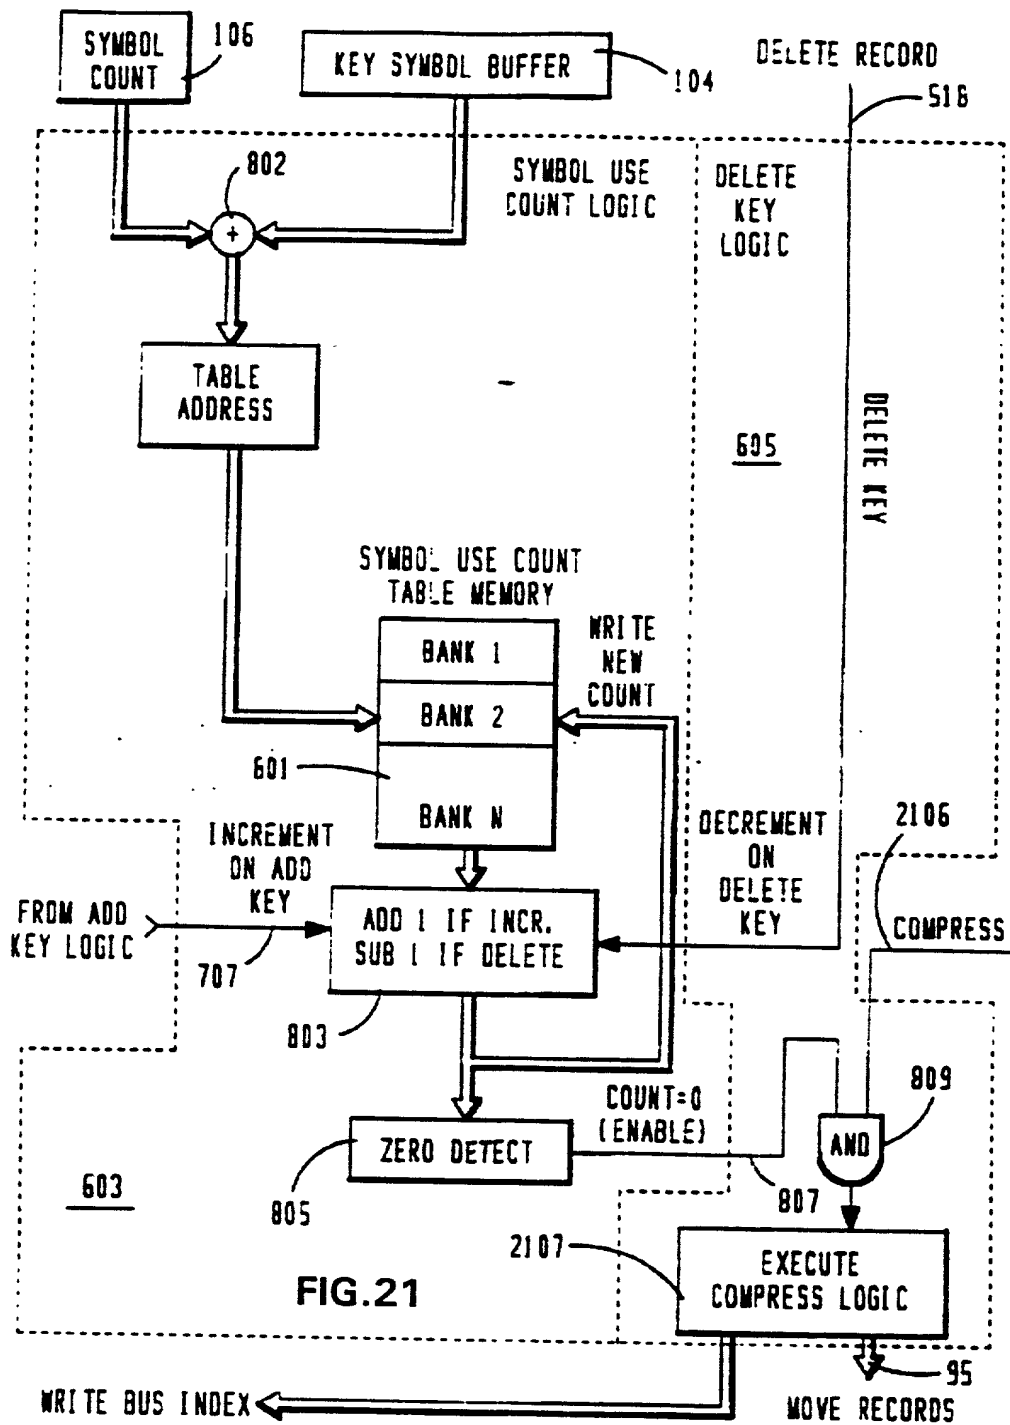 SYMBOL
COUNT
106
KEY SYMBOL BUFFER
104
DELETE RECORD
518
802
SYMBOL USE
COUNT LOGIC
DELETE
KEY
LOGIC
+
TABLE
ADDRESS
605
DELETE KEY
SYMBOL USE COUNT
TABLE MEMORY
BANK 1
BANK 2
BANK N
WRITE
NEW
COUNT
601
INCREMENT
ON ADD
KEY
DECREMENT
ON
DELETE
KEY
2106
COMPRESS
FROM ADD
KEY LOGIC
707
ADD 1 IF INCR.
SUB 1 IF DELETE
803
COUNT=0
(ENABLE)
809
AND
ZERO DETECT
805
807
603
2107
EXECUTE
COMPRESS LOGIC
FIG.21
95
WRITE BUS INDEX
MOVE RECORDS